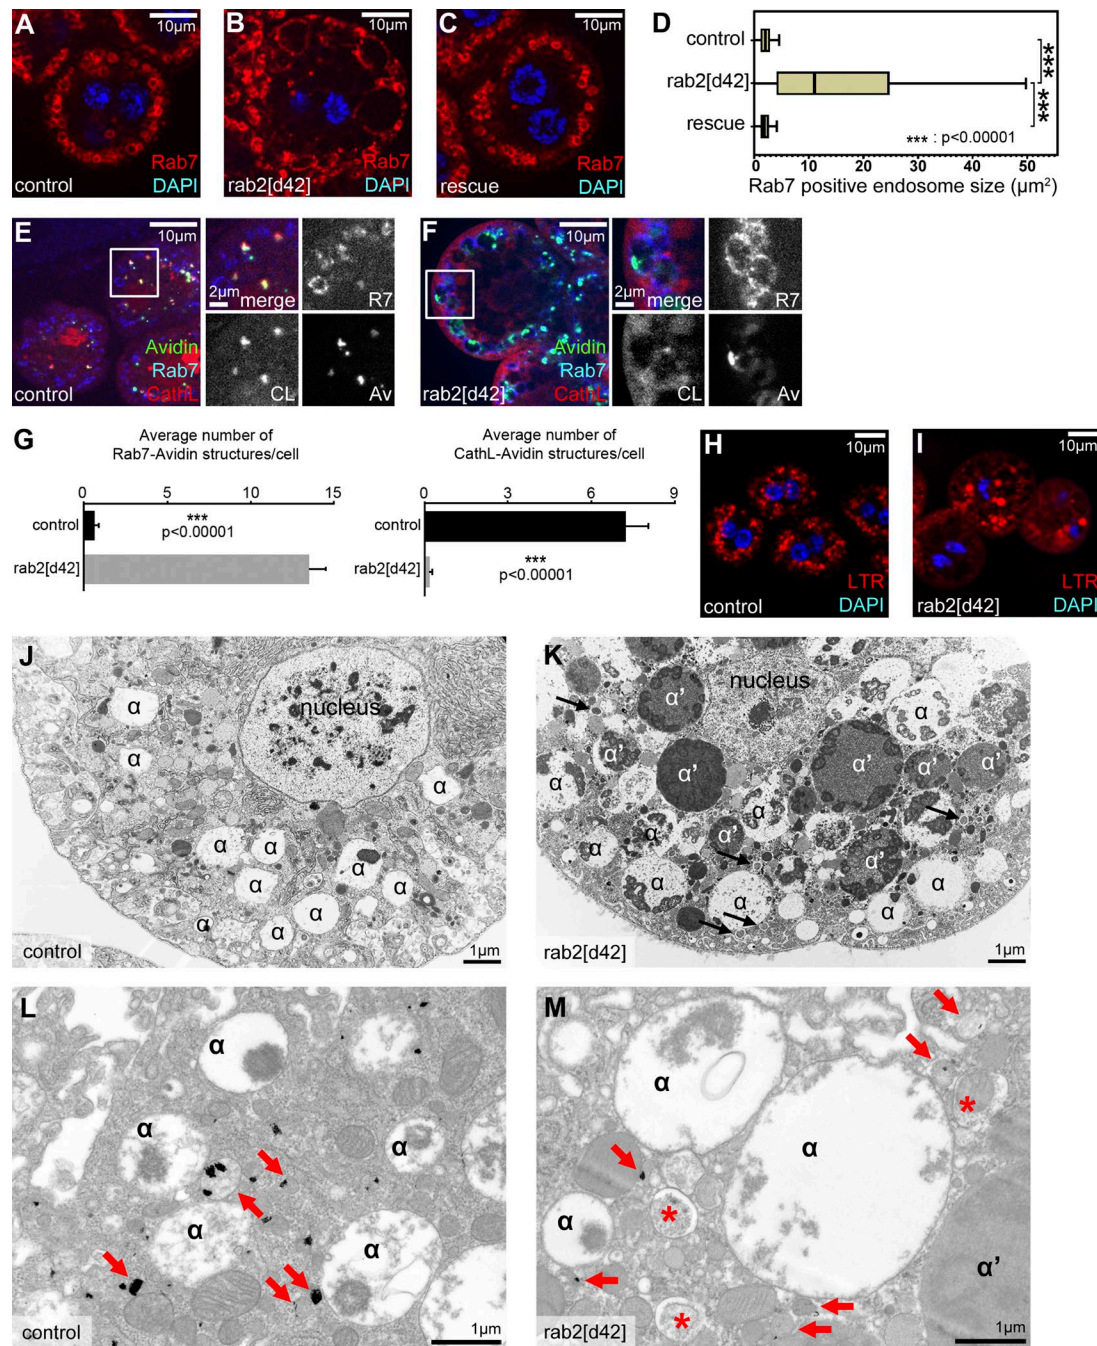 A
10µm
Rab7
DAPI
control
B
10µm
Rab7
DAPI
rab2[d42]
C
10µm
Rab7
DAPI
rescue
D
control
rab2[d42]
rescue
***
***
*** : p<0.00001
0 10 20 30 40 50
Rab7 positive endosome size (µm²)
E
10µm
Avidin
Rab7
CathL
control
2µm
merge
R7
CL
Av
F
10µm
Avidin
Rab7
CathL
rab2[d42]
2µm
merge
R7
CL
Av
G
Average number of
Rab7-Avidin structures/cell
0 5 10 15
control
***
p<0.00001
rab2[d42]
Average number of
CathL-Avidin structures/cell
0 3 6 9
control
rab2[d42]
***
p<0.00001
H
10µm
LTR
DAPI
control
I
10µm
LTR
DAPI
rab2[d42]
J
nucleus
α
α
α
α
α
α
α
α
α
α
α
control
1µm
K
nucleus
α'
α
α'
α'
α'
α'
α'
α
α
α
α'
α'
α
α
α
α
rab2[d42]
1µm
L
α
α
α
α
α
control
1µm
M
α
α
*
*
α
α'
*
rab2[d42]
1µm